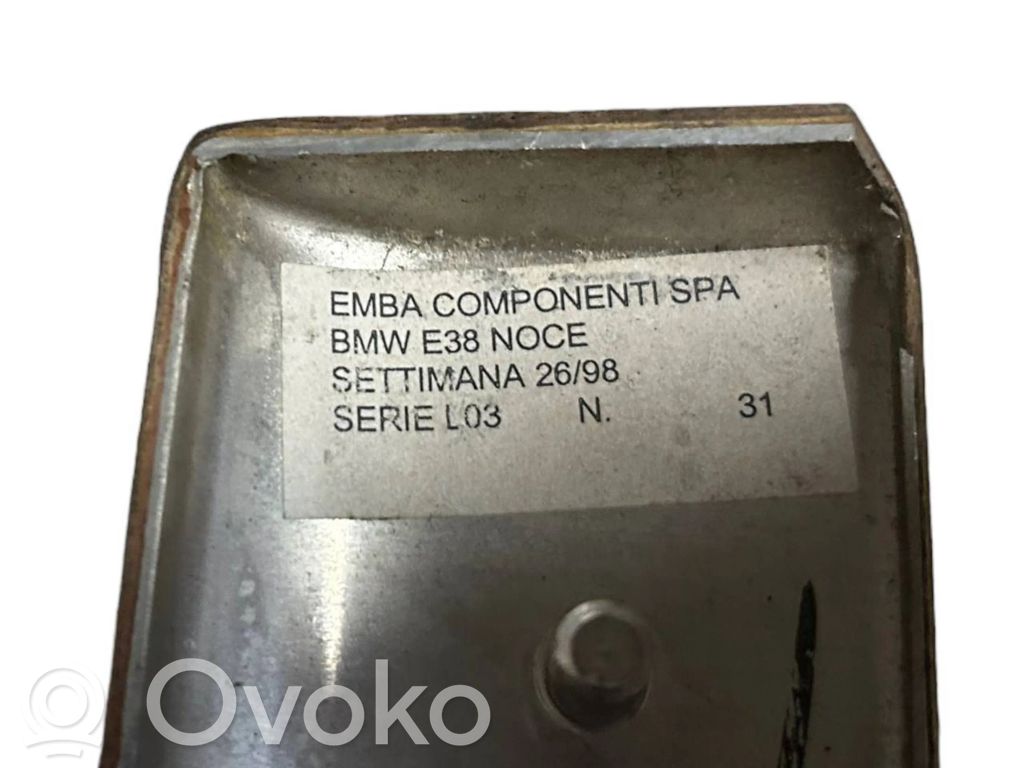 EMBA COMPONENTI SPA
BMW E38 NOCE
SETTIMANA 26/98
SERIE L03 N. 31
Ovoko